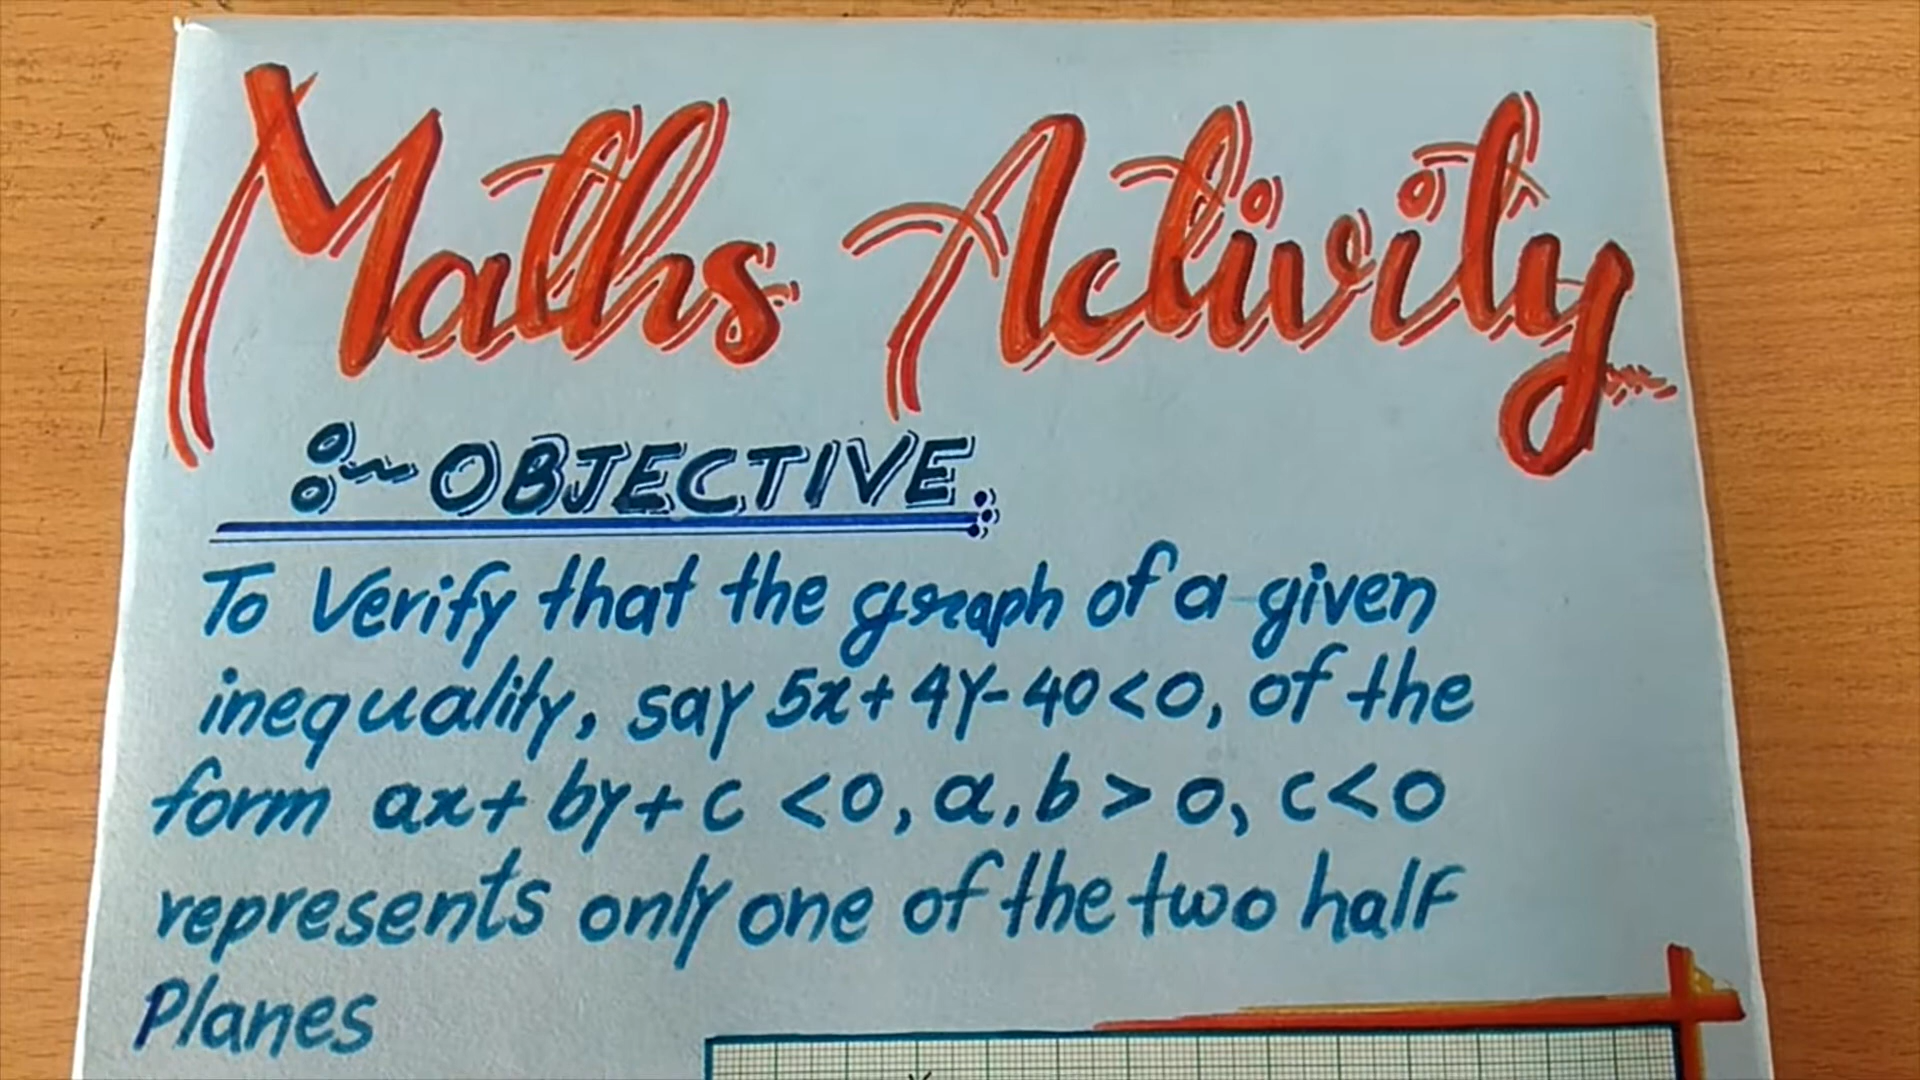 Maths Activity
:~ OBJECTIVE.
To Verify that the graph of a given
inequality, say 5x+4y-40<0, of the
form ax+ by+c <0, a,b > 0, c<0
represents only one of the two half
Planes